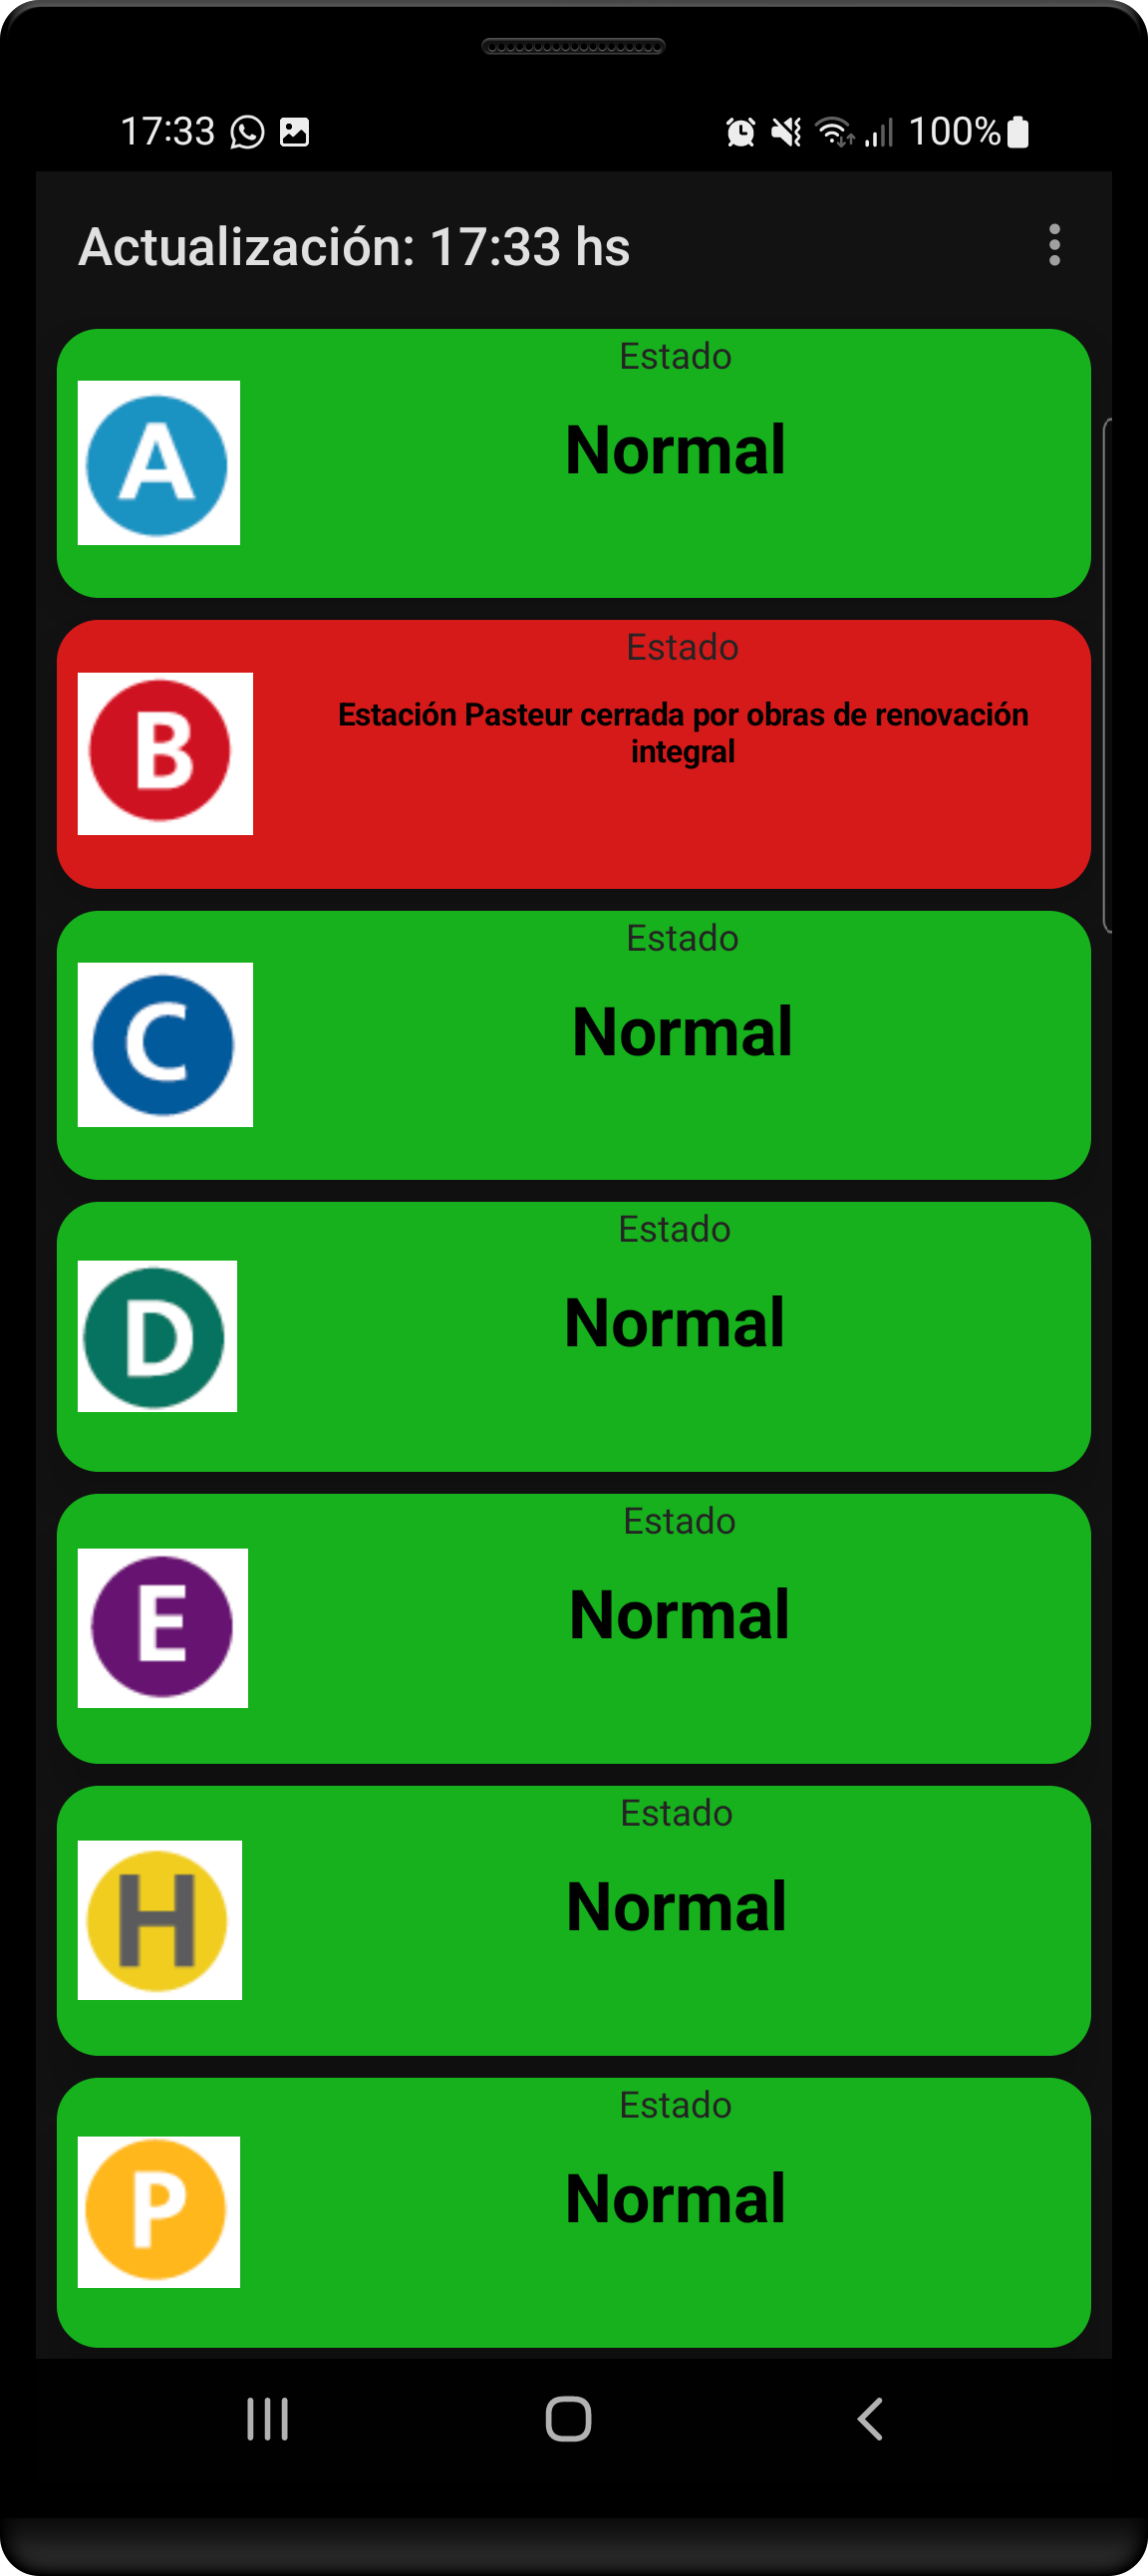 17:33 100%
Actualización: 17:33 hs
Estado
A
Normal
Estado
B
Estación Pasteur cerrada por obras de renovación
integral
Estado
C
Normal
Estado
D
Normal
Estado
E
Normal
Estado
H
Normal
Estado
P
Normal